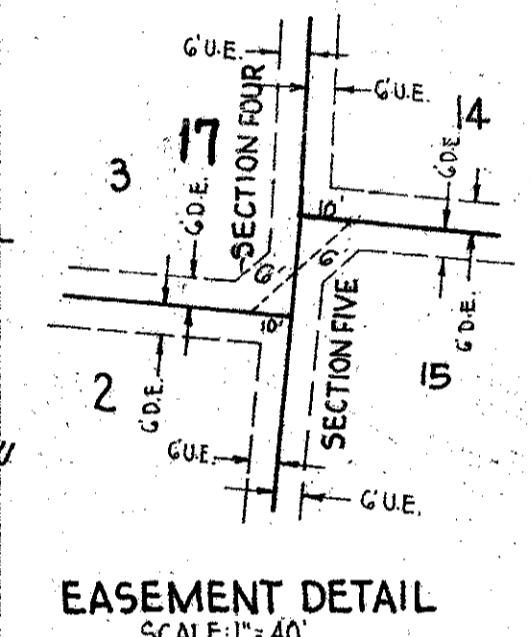 6' U.E.
6' U.E.
SECTION FOUR
17
3
14
6' D.E.
6' D.E.
10'
6'
6'
10'
SECTION FIVE
2
6' D.E.
6' D.E.
15
6' U.E.
6' U.E.
EASEMENT DETAIL
SCALE: 1" = 40'